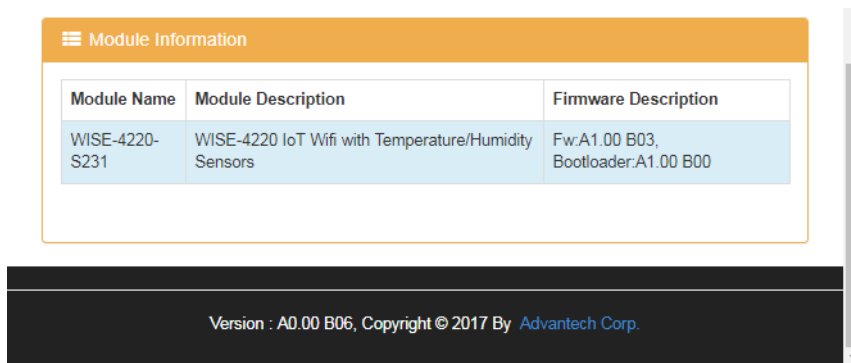 Module Information
Module Name Module Description Firmware Description
WISE-4220- WISE-4220 IoT Wifi with Temperature/Humidity Fw:A1.00 B03,
S231 Sensors Bootloader:A1.00 B00
Version : A0.00 B06, Copyright © 2017 By Advantech Corp.